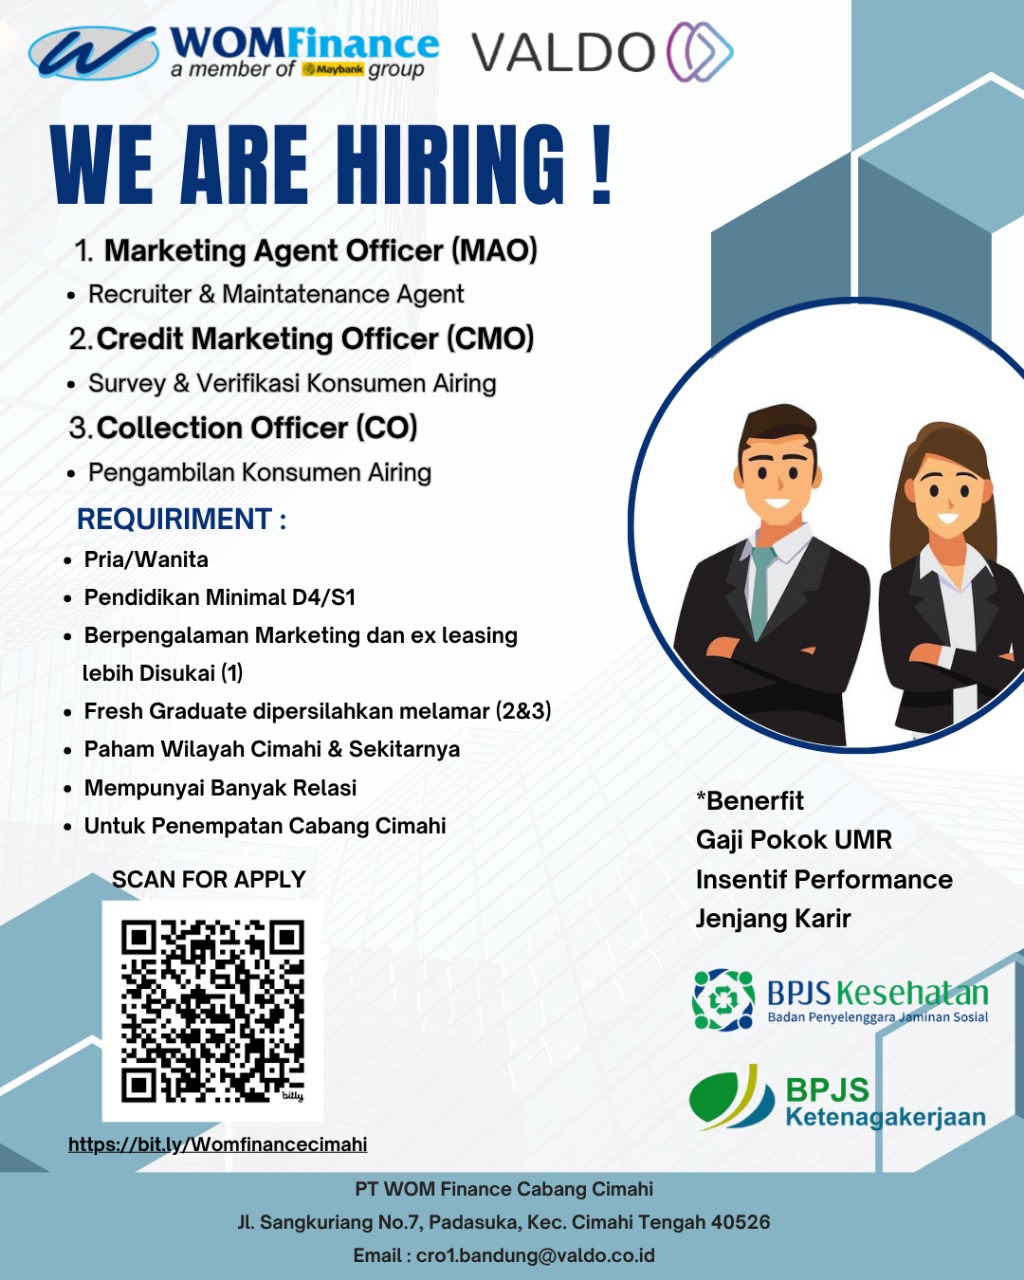 WOMFinance
a member of Maybank group
VALDO
WE ARE HIRING !
1. Marketing Agent Officer (MAO)
• Recruiter & Maintatenance Agent
2. Credit Marketing Officer (CMO)
• Survey & Verifikasi Konsumen Airing
3. Collection Officer (CO)
• Pengambilan Konsumen Airing
REQUIRIMENT :
• Pria/Wanita
• Pendidikan Minimal D4/S1
• Berpengalaman Marketing dan ex leasing
lebih Disukai (1)
• Fresh Graduate dipersilahkan melamar (2&3)
• Paham Wilayah Cimahi & Sekitarnya
• Mempunyai Banyak Relasi
• Untuk Penempatan Cabang Cimahi
SCAN FOR APPLY
bitly
https://bit.ly/Womfinancecimahi
*Benerfit
Gaji Pokok UMR
Insentif Performance
Jenjang Karir
BPJS Kesehatan
Badan Penyelenggara Jaminan Sosial
BPJS
Ketenagakerjaan
PT WOM Finance Cabang Cimahi
Jl. Sangkuriang No.7, Padasuka, Kec. Cimahi Tengah 40526
Email : cro1.bandung@valdo.co.id